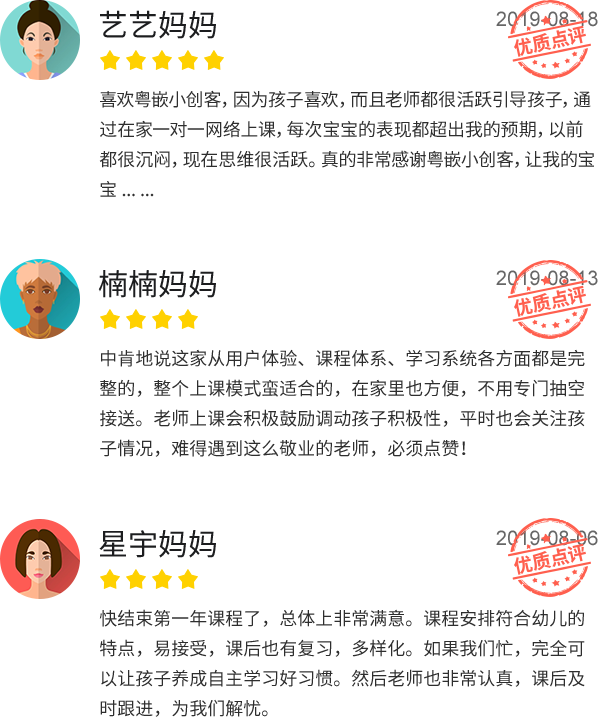 艺艺妈妈
2019-08-18
优质点评
喜欢粤嵌小创客，因为孩子喜欢，而且老师都很活跃引导孩子，通
过在家一对一网络上课，每次宝宝的表现都超出我的预期，以前
都很沉闷，现在思维很活跃。真的非常感谢粤嵌小创客，让我的宝
宝 ... ...
楠楠妈妈
2019-08-13
优质点评
中肯地说这家从用户体验、课程体系、学习系统各方面都是完
整的，整个上课模式蛮适合的，在家里也方便，不用专门抽空
接送。老师上课会积极鼓励调动孩子积极性，平时也会关注孩
子情况，难得遇到这么敬业的老师，必须点赞！
星宇妈妈
2019-08-06
优质点评
快结束第一年课程了，总体上非常满意。课程安排符合幼儿的
特点，易接受，课后也有复习，多样化。如果我们忙，完全可
以让孩子养成自主学习好习惯。然后老师也非常认真，课后及
时跟进，为我们解忧。